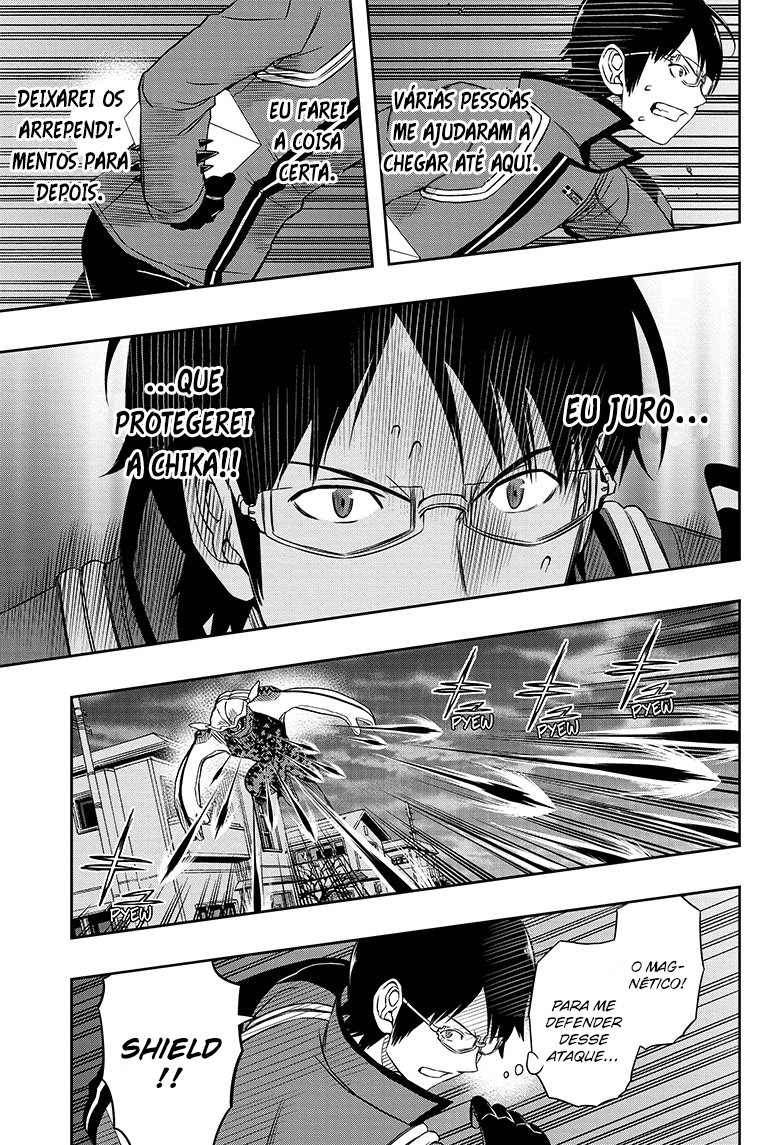 VÁRIAS PESSOAS
ME AJUDARAM A
CHEGAR ATÉ AQUI.
EU FAREI
A COISA
CERTA.
DEIXAREI OS
ARREPENDI-
MENTOS PARA
DEPOIS.
EU JURO...
...QUE
PROTEGEREI
A CHIKA!!
PYEW
PYEW
PYEW
PYEW
O MAG-
NÉTICO!
PARA ME
DEFENDER
DESSE
ATAQUE...
SHIELD
!!